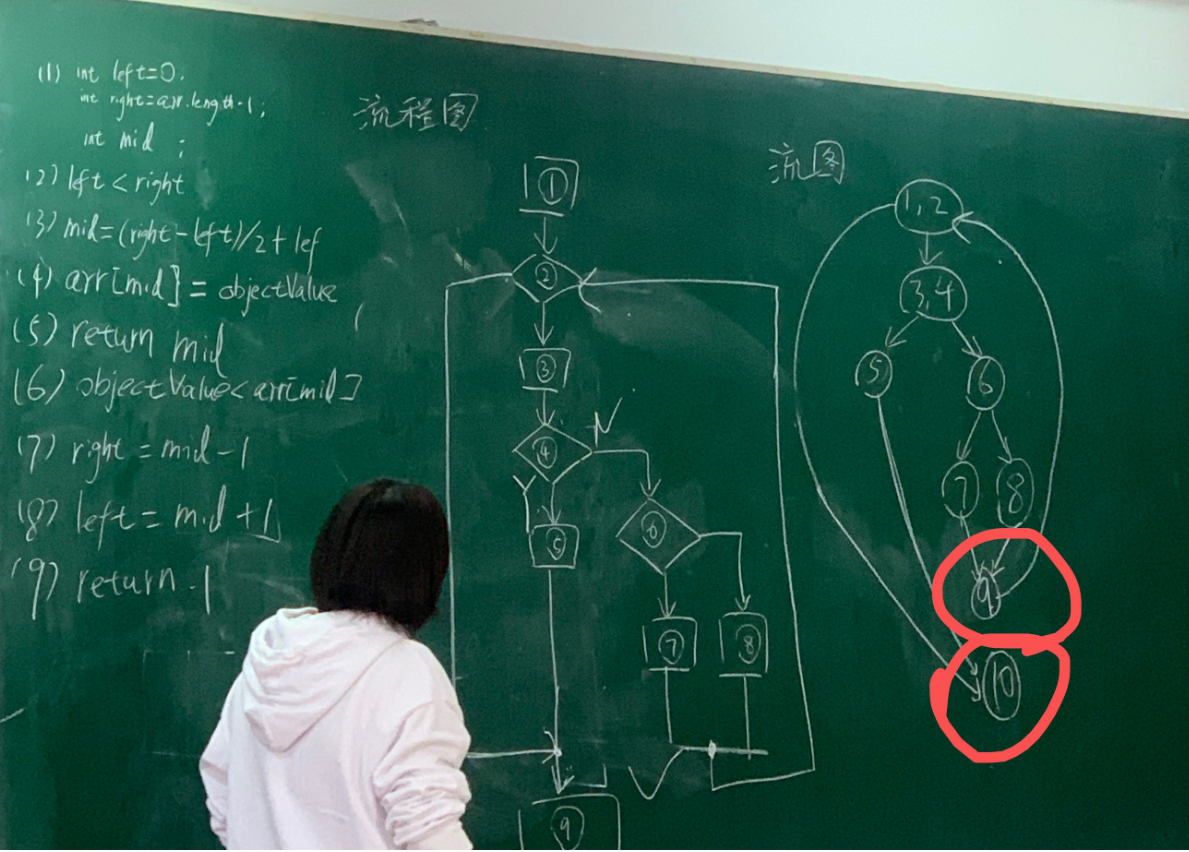 (1) int left=0.
int right=arr.length-1;
int mid ;
(2) left < right
(3) mid=(right-left)/2+lef
(4) arr[mid]=objectValue
(5) return mid
(6) objectValue<arr[mid]
(7) right = mid-1
(8) left = mid+1
(9) return -1
流程图
①
②
③
④
N
Y
⑤
⑥
⑦
⑧
⑨
流图
1,2
3,4
5
6
7
8
9
10